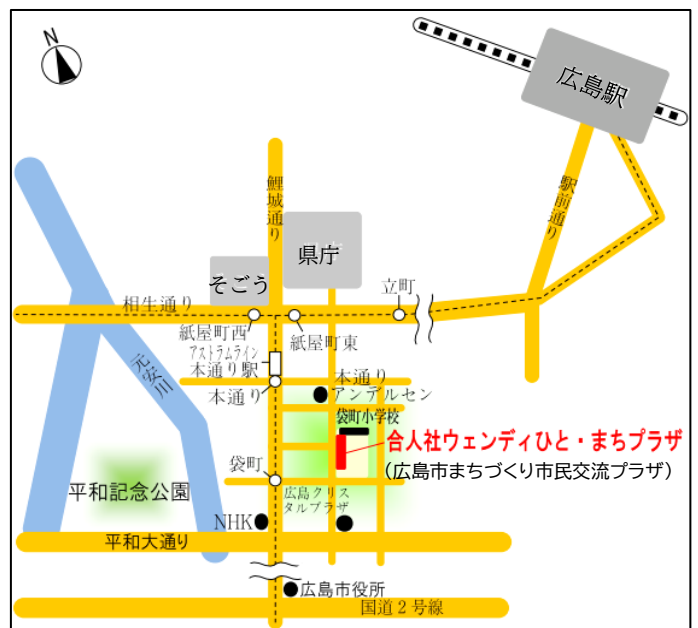 N
広島駅
駅前通り
鯉城通り
県庁
そごう
立町
相生通り
紙屋町西
紙屋町東
アストラムライン
本通り駅
本通り
本通り
アンデルセン
元安川
袋町小学校
合人社ウェンディひと・まちプラザ
（広島市まちづくり市民交流プラザ）
袋町
平和記念公園
広島クリス
タルプラザ
NHK
平和大通り
広島市役所
国道2号線